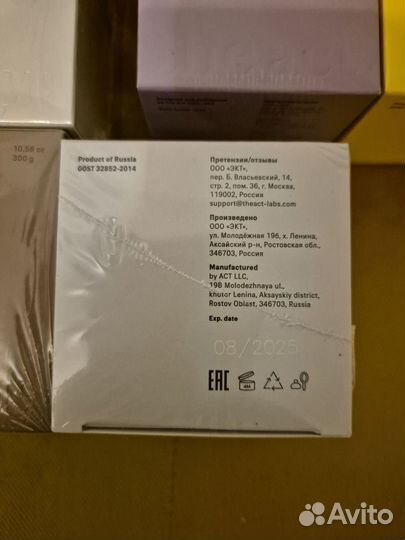 10.58 oz
300 g
Product of Russia
GOST 32852-2014
Претензии/отзывы
ООО «ЭКТ»,
пер. Б. Власьевский, 14,
стр. 2, пом. 36, г. Москва,
119002, Россия
support@theact-labs.com
Произведено
ООО «ЭКТ»,
ул. Молодёжная 19б, х. Ленина,
Аксайский р-н, Ростовская обл.,
346703, Россия
Manufactured
by ACT LLC,
19B Molodezhnaya ul.,
khutor Lenina, Aksayskiy district,
Rostov Oblast, 346703, Russia
Exp. date
08/2025
EAC
Avito